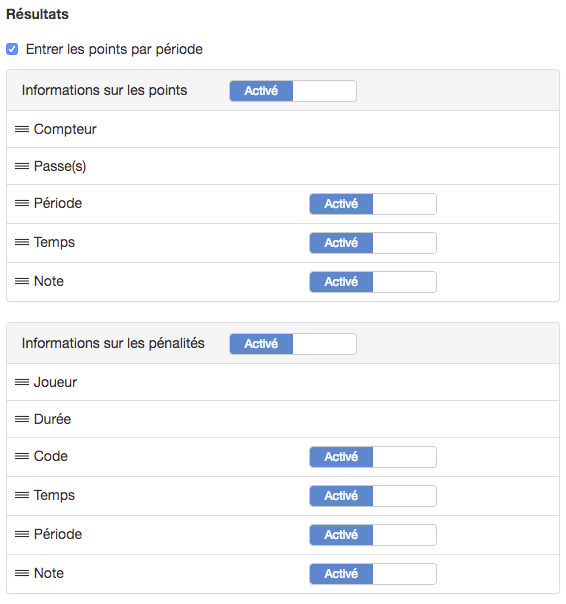 Résultats
Entrer les points par période
Informations sur les points Activé
Compteur
Passe(s)
Période Activé
Temps Activé
Note Activé
Informations sur les pénalités Activé
Joueur
Durée
Code Activé
Temps Activé
Période Activé
Note Activé